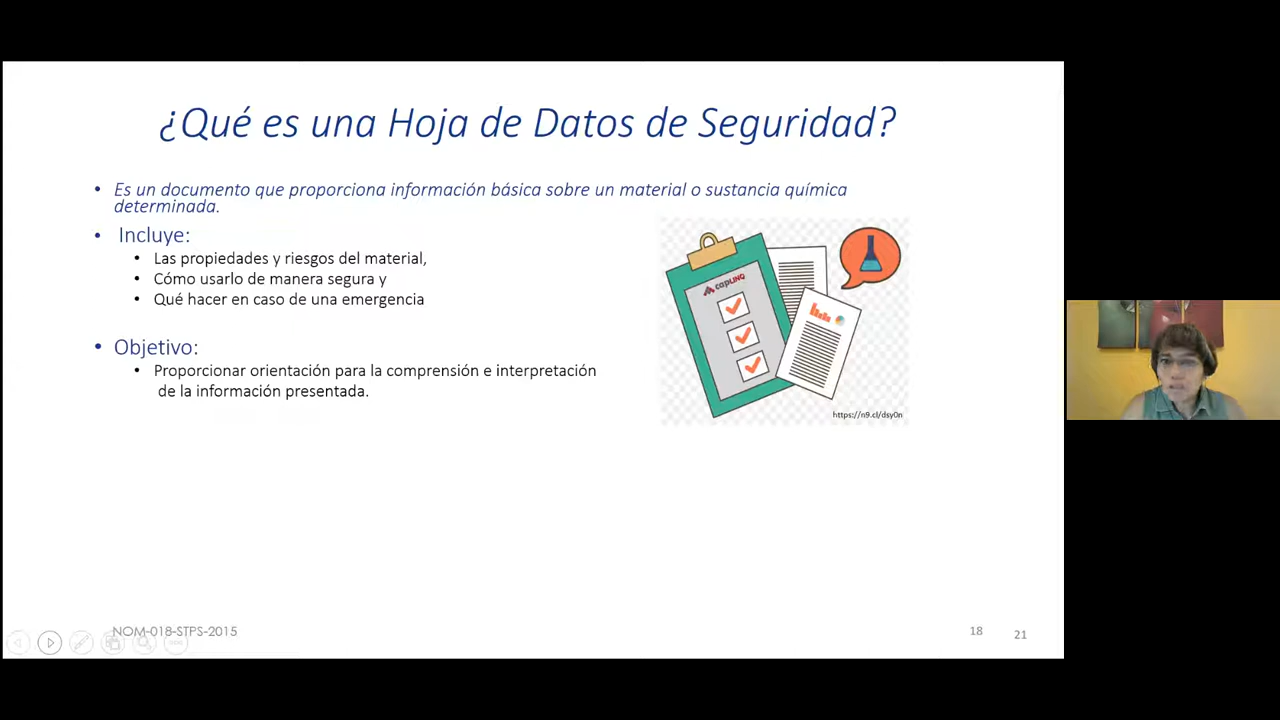 ¿Qué es una Hoja de Datos de Seguridad?
• Es un documento que proporciona información básica sobre un material o sustancia química
determinada.
• Incluye:
• Las propiedades y riesgos del material,
• Cómo usarlo de manera segura y
• Qué hacer en caso de una emergencia
• Objetivo:
• Proporcionar orientación para la comprensión e interpretación
de la información presentada.
capLINQ
https://n9.cl/dsy0n
NOM-018-STPS-2015
18
21